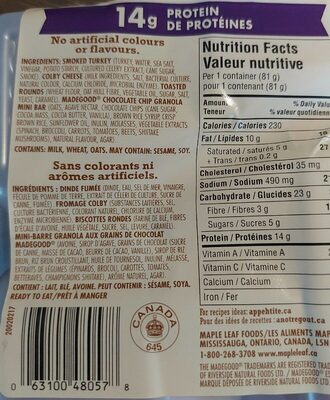 14g PROTEIN
DE PROTÉINES
No artificial colours
or flavours.
INGREDIENTS: SMOKED TURKEY (TURKEY, WATER, SEA SALT,
VINEGAR, POTATO STARCH, CULTURED CELERY EXTRACT, CANE SUGAR,
SMOKE), COLBY CHEESE (MILK INGREDIENTS, SALT, BACTERIAL CULTURE,
NATURAL COLOUR, CALCIUM CHLORIDE, MICROBIAL ENZYME), TOASTED
ROUNDS (WHEAT FLOUR, OAT HULL FIBRE, VEGETABLE OIL, SUGAR, SALT,
YEAST, CARAMEL), MADEGOOD® CHOCOLATE CHIP GRANOLA
MINI BAR (GLUTEN FREE OATS, AGAVE NECTAR, CHOCOLATE CHIPS (CANE SUGAR,
COCOA MASS, COCOA BUTTER, VANILLA), BROWN RICE SYRUP, CRISP
BROWN RICE, SUNFLOWER OIL, INULIN, MOLASSES, VEGETABLE EXTRACTS
(SPINACH, BROCCOLI, CARROTS, TOMATOES, BEETS, SHIITAKE
MUSHROOMS), NATURAL FLAVOUR).
CONTAINS: MILK, WHEAT, OATS. MAY CONTAIN: SESAME, SOY.
Sans colorants ni
arômes artificiels.
INGRÉDIENTS : DINDE FUMÉE (DINDE, EAU, SEL DE MER, VINAIGRE,
FÉCULE DE POMME DE TERRE, EXTRAIT DE CÉLERI DE CULTURE, SUCRE DE
CANNE, FUMÉE), FROMAGE COLBY (SUBSTANCES LAITIÈRES, SEL,
CULTURE BACTÉRIENNE, COLORANT NATUREL, CHLORURE DE CALCIUM,
ENZYME MICROBIENNE), BISCOTTES RONDES (FARINE DE BLÉ, FIBRES
D'ÉCALE D'AVOINE, HUILE VÉGÉTALE, SUCRE, SEL, LEVURE, CARAMEL),
MINI-BARRE GRANOLA AUX GRAINS DE CHOCOLAT
MADEGOOD® (AVOINE, SIROP D'AGAVE, GRAINS DE CHOCOLAT (SUCRE
DE CANNE, MASSE DE CACAO, BEURRE DE CACAO, VANILLE), SIROP DE RIZ
BRUN, RIZ BRUN CROUSTILLANT, HUILE DE TOURNESOL, INULINE, MÉLASSE,
EXTRAITS DE LÉGUMES (ÉPINARDS, BROCOLI, CAROTTES, TOMATES,
BETTERAVES, CHAMPIGNONS SHIITAKE), ARÔME NATUREL).
CONTIENT : LAIT, BLÉ, AVOINE. PEUT CONTENIR : SÉSAME, SOYA.
READY TO EAT/PRÊT À MANGER
20020217
0 63100 48057 8
CANADA
645
Nutrition Facts
Valeur nutritive
Per 1 container (81 g)
pour 1 contenant (81 g)
Amount
% Daily Value
Teneur
% valeur quotidienne
Calories / Calories 230
Fat / Lipides 10 g
Saturated / saturés 5 g
+ Trans / trans 0.2 g
Cholesterol / Cholestérol 35 mg
Sodium / Sodium 490 mg
Carbohydrate / Glucides 23 g
Fibre / Fibres 3 g
Sugars / Sucres 5 g
Protein / Protéines 14 g
Vitamin A / Vitamine A
Vitamin C / Vitamine C
Calcium / Calcium
Iron / Fer
For recipes ideas: appehtite.ca
Pour des idées de recettes : anotregout.ca
MAPLE LEAF FOODS/LES ALIMENTS MA
MISSISSAUGA, ONTARIO, CANADA, L5N
1-800-268-3708 www.mapleleaf.c
THE MADEGOOD® TRADEMARKS ARE REGISTERED TRAD
OF RIVERSIDE NATURAL FOODS LTD. / MADEGOOD® ES
MARQUE DÉPOSÉE DE RIVERSIDE NATURAL FOODS LTD.